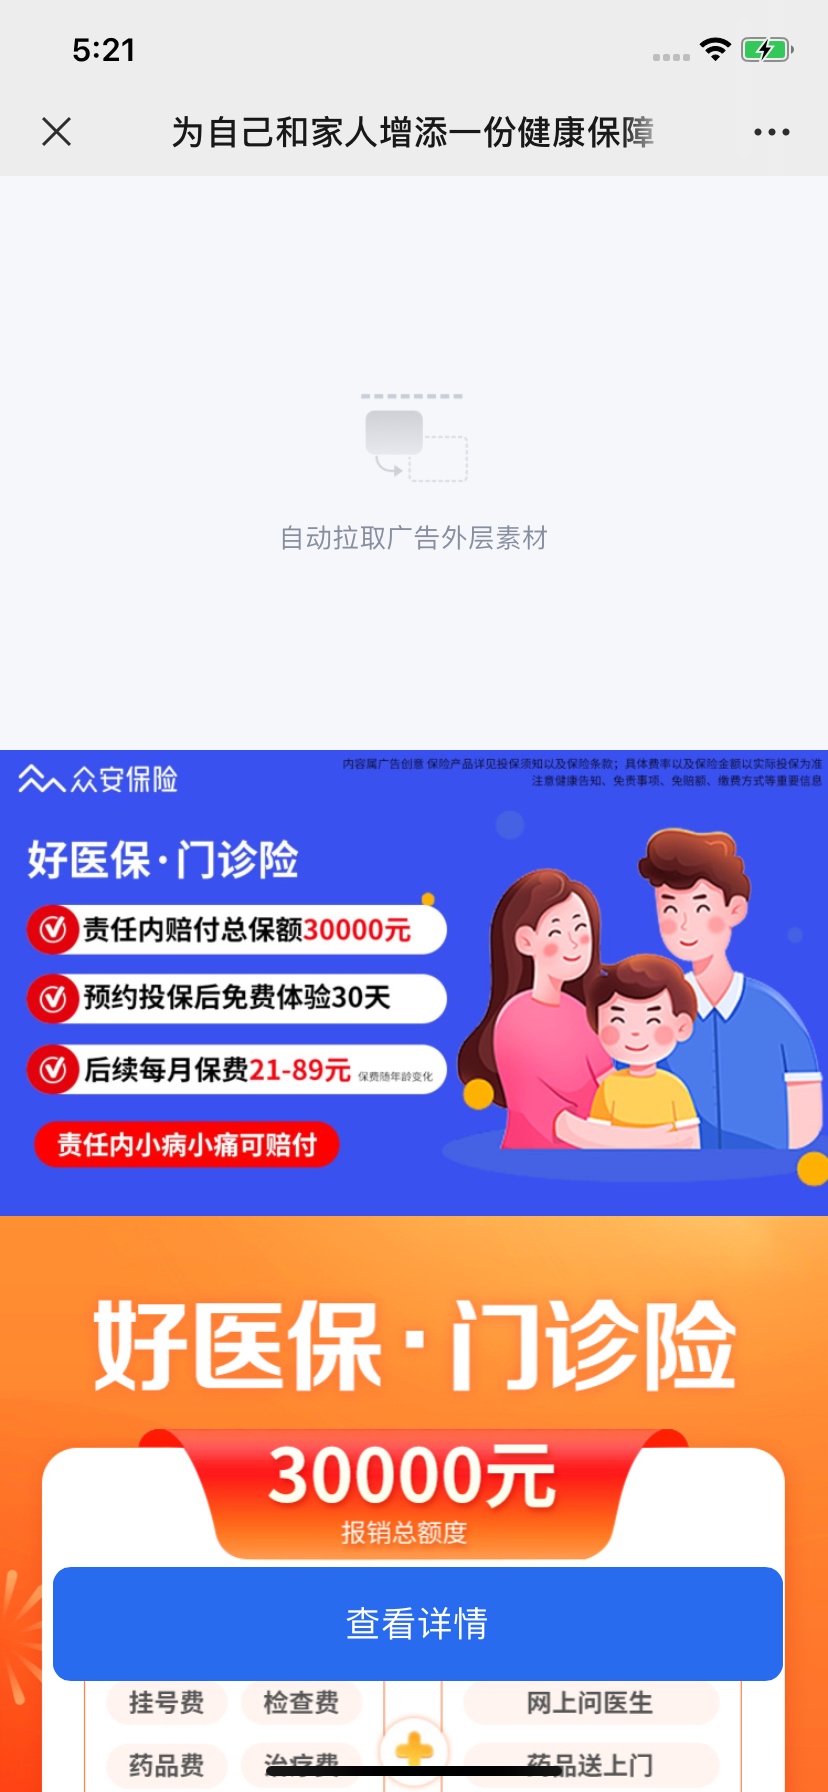 5:21
为自己和家人增添一份健康保障
自动拉取广告外层素材
众安保险
内容属广告创意 保险产品详见投保须知以及保险条款；具体费率以及保险金额以实际投保为准
注意健康告知、免责事项、免赔额、缴费方式等重要信息
好医保·门诊险
责任内赔付总保额30000元
预约投保后免费体验30天
后续每月保费21-89元 保费随年龄变化
责任内小病小痛可赔付
好医保·门诊险
30000元
报销总额度
查看详情
挂号费 检查费 网上问医生
药品费 治疗费 药品送上门